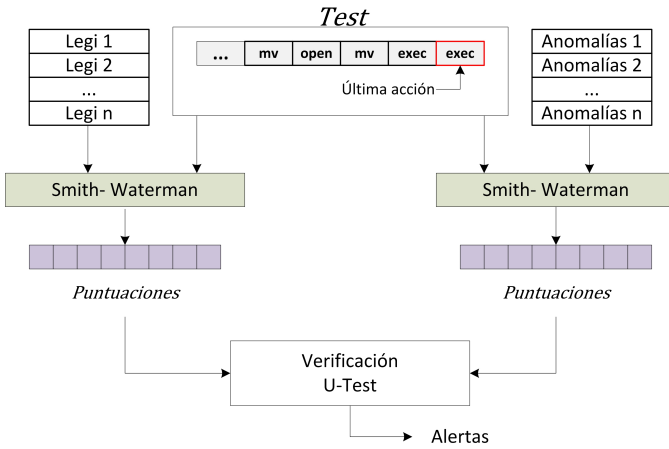 Test
Legi 1
Legi 2
...
Legi n
... mv open mv exec exec
Última acción
Anomalías 1
Anomalías 2
...
Anomalías n
Smith- Waterman
Smith- Waterman
Puntuaciones
Puntuaciones
Verificación
U-Test
Alertas